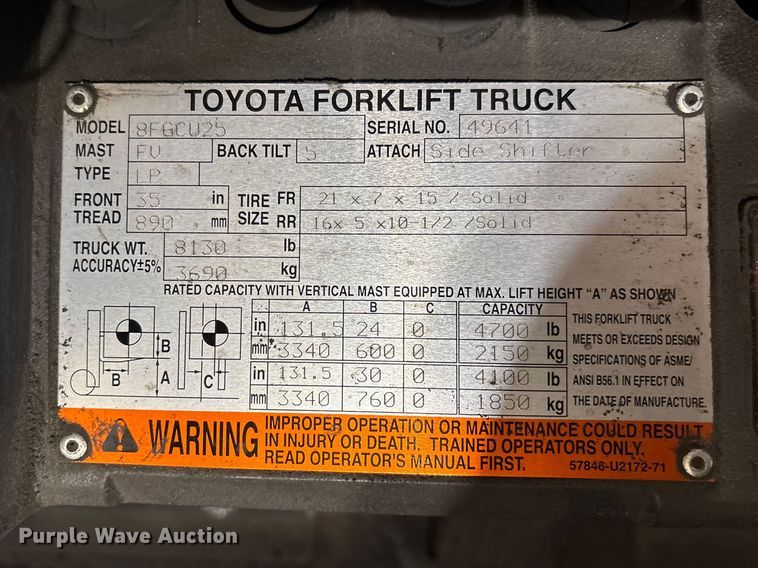 TOYOTA FORKLIFT TRUCK
MODEL 8FGCU25 SERIAL NO. 49641
MAST FV BACK TILT 5 ATTACH Side Shifter
TYPE LP
FRONT TREAD 35 in TIRE SIZE FR 21 x 7 x 15 / Solid
890 mm RR 16x 5 x10-1/2 /Solid
TRUCK WT. 8130 lb
ACCURACY±5% 3690 kg
RATED CAPACITY WITH VERTICAL MAST EQUIPPED AT MAX. LIFT HEIGHT "A" AS SHOWN
A B C CAPACITY
in 131.5 24 0 4700 lb
mm 3340 600 0 2150 kg
in 131.5 30 0 4100 lb
mm 3340 760 0 1850 kg
B
B A
C
THIS FORKLIFT TRUCK
MEETS OR EXCEEDS DESIGN
SPECIFICATIONS OF ASME/
ANSI B56.1 IN EFFECT ON
THE DATE OF MANUFACTURE.
WARNING
IMPROPER OPERATION OR MAINTENANCE COULD RESULT
IN INJURY OR DEATH. TRAINED OPERATORS ONLY.
READ OPERATOR'S MANUAL FIRST. 57846-U2172-71
Purple Wave Auction